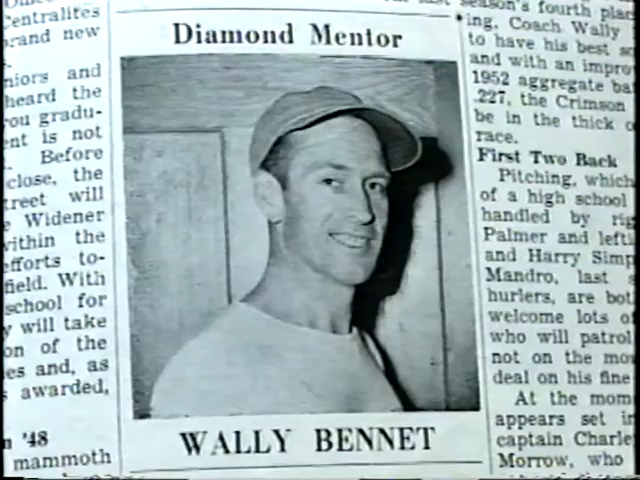 Centralites
brand new
niors and
heard the
ou gradu-
ent is not
Before
close, the
treet will
Widener
within the
efforts to-
field. With
school for
will take
on of the
es and, as
awarded,
'48
mammoth
Diamond Mentor
WALLY BENNET
season's fourth plac
ing, Coach Wally
to have his best
and with an impro
1952 aggregate ba
.227, the Crimson
be in the thick
race.
First Two Back
Pitching, which
of a high school
handled by rig
Palmer and lefti
and Harry Simp
Mandro, last
hurlers, are bot
welcome lots of
who will patrol
not on the mo
deal on his fine
At the mom
appears set i
captain Charle
Morrow, who